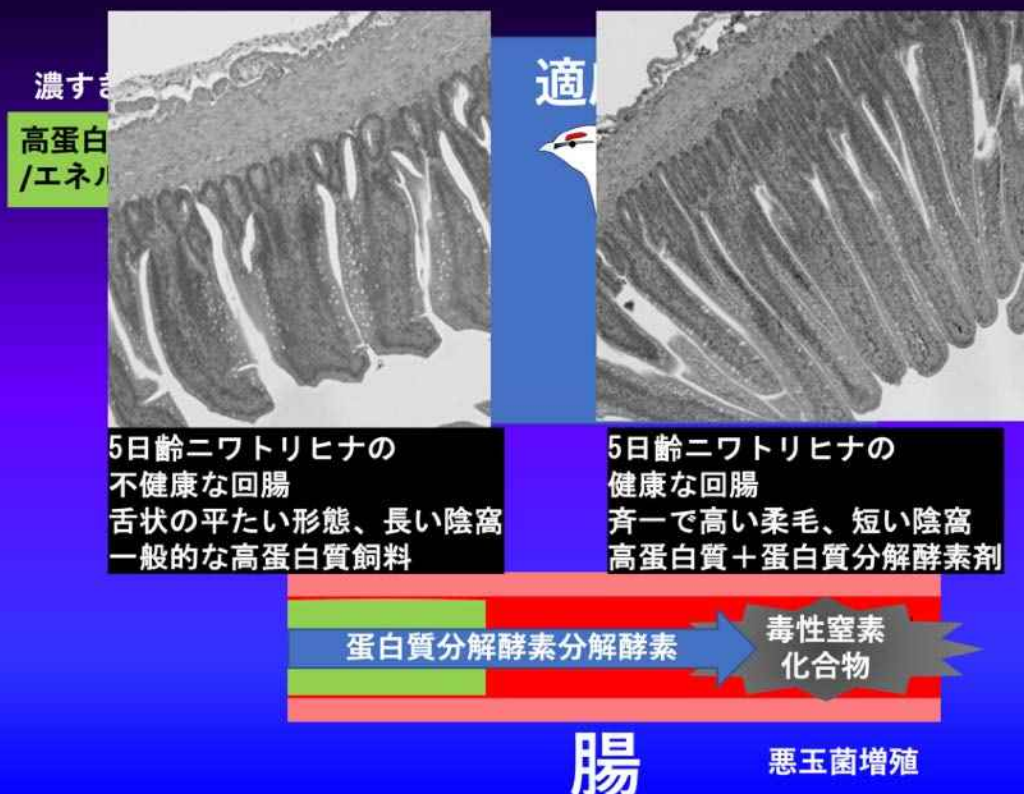 濃すぎ
適
高蛋白
/エネル
5日齢ニワトリヒナの
不健康な回腸
舌状の平たい形態、長い陰窩
一般的な高蛋白質飼料
5日齢ニワトリヒナの
健康な回腸
斉一で高い柔毛、短い陰窩
高蛋白質＋蛋白質分解酵素剤
蛋白質分解酵素分解酵素
毒性窒素
化合物
腸
悪玉菌増殖